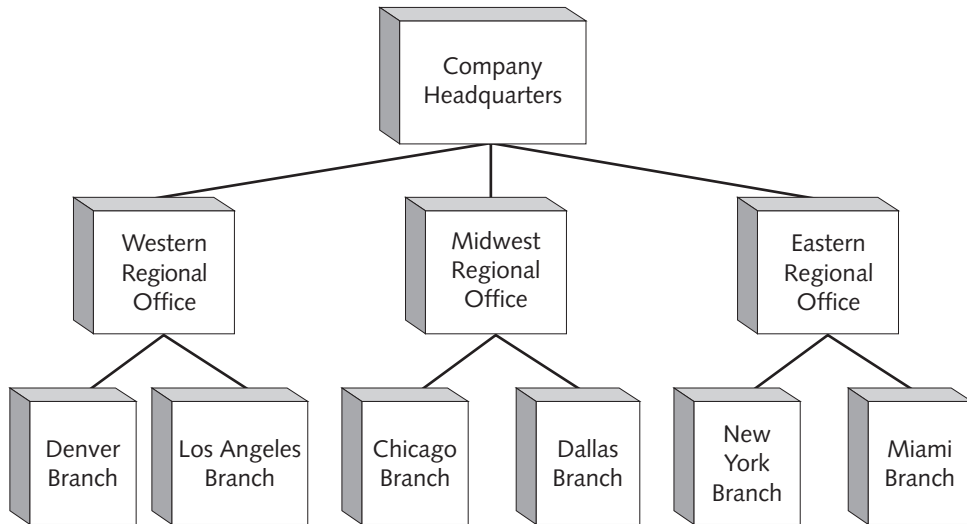 Company
Headquarters
Western
Regional
Office
Midwest
Regional
Office
Eastern
Regional
Office
Denver
Branch
Los Angeles
Branch
Chicago
Branch
Dallas
Branch
New
York
Branch
Miami
Branch